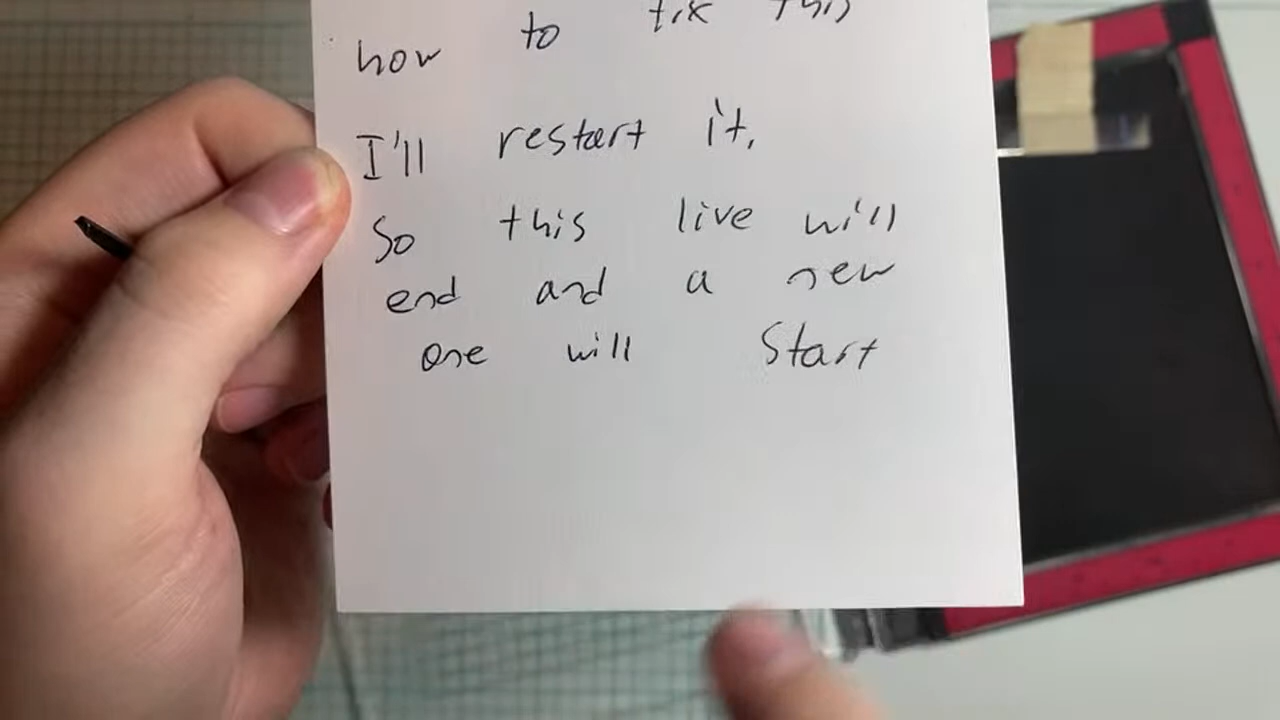 how to fix this
I'll restart it.
So this live will
end and a new
one will Start